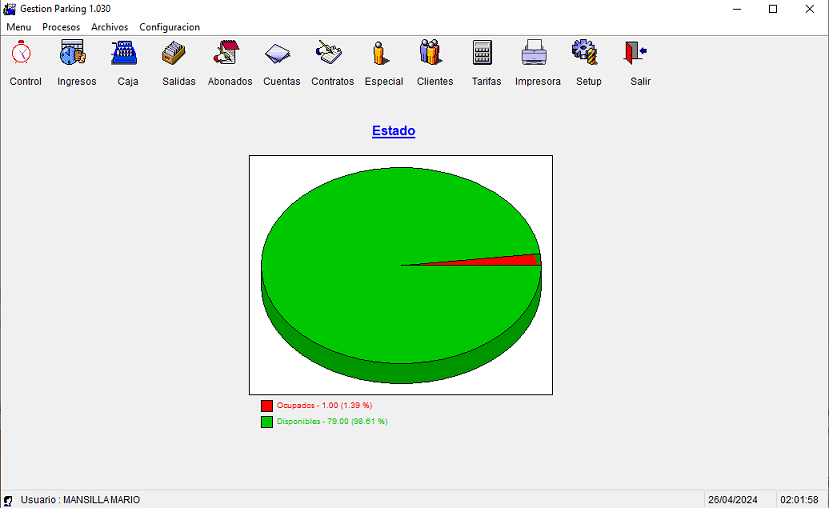 Gestion Parking 1.030
Menu Procesos Archivos Configuracion
Control Ingresos Caja Salidas Abonados Cuentas Contratos Especial Clientes Tarifas Impresora Setup Salir
Estado
Ocupados - 1.00 (1.39 %)
Disponibles - 79.00 (98.61 %)
Usuario : MANSILLA MARIO 26/04/2024 02:01:58